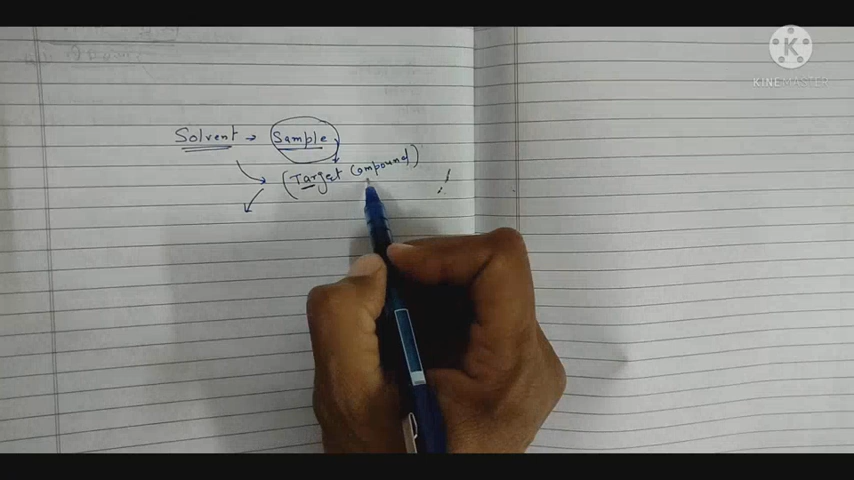 Solvent → Sample
(Target Compound)
K
KINEMASTER